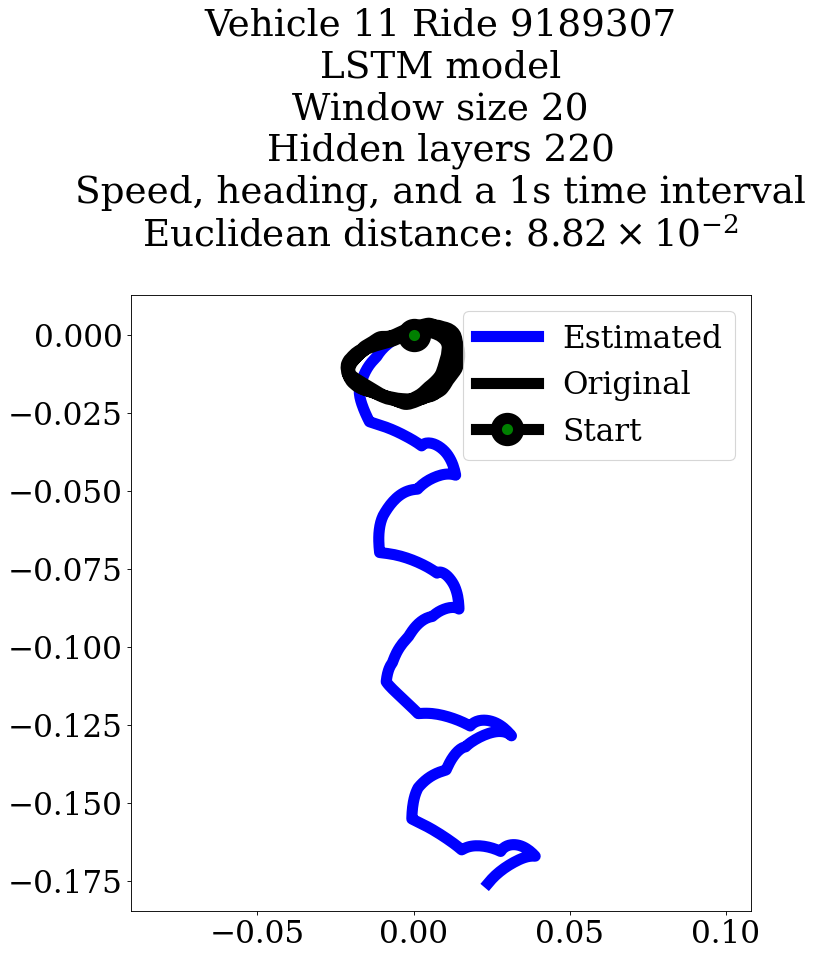 Vehicle 11 Ride 9189307
LSTM model
Window size 20
Hidden layers 220
Speed, heading, and a 1s time interval
Euclidean distance: 8.82 × 10⁻²
Estimated
Original
Start
0.000
−0.025
−0.050
−0.075
−0.100
−0.125
−0.150
−0.175
−0.05 0.00 0.05 0.10